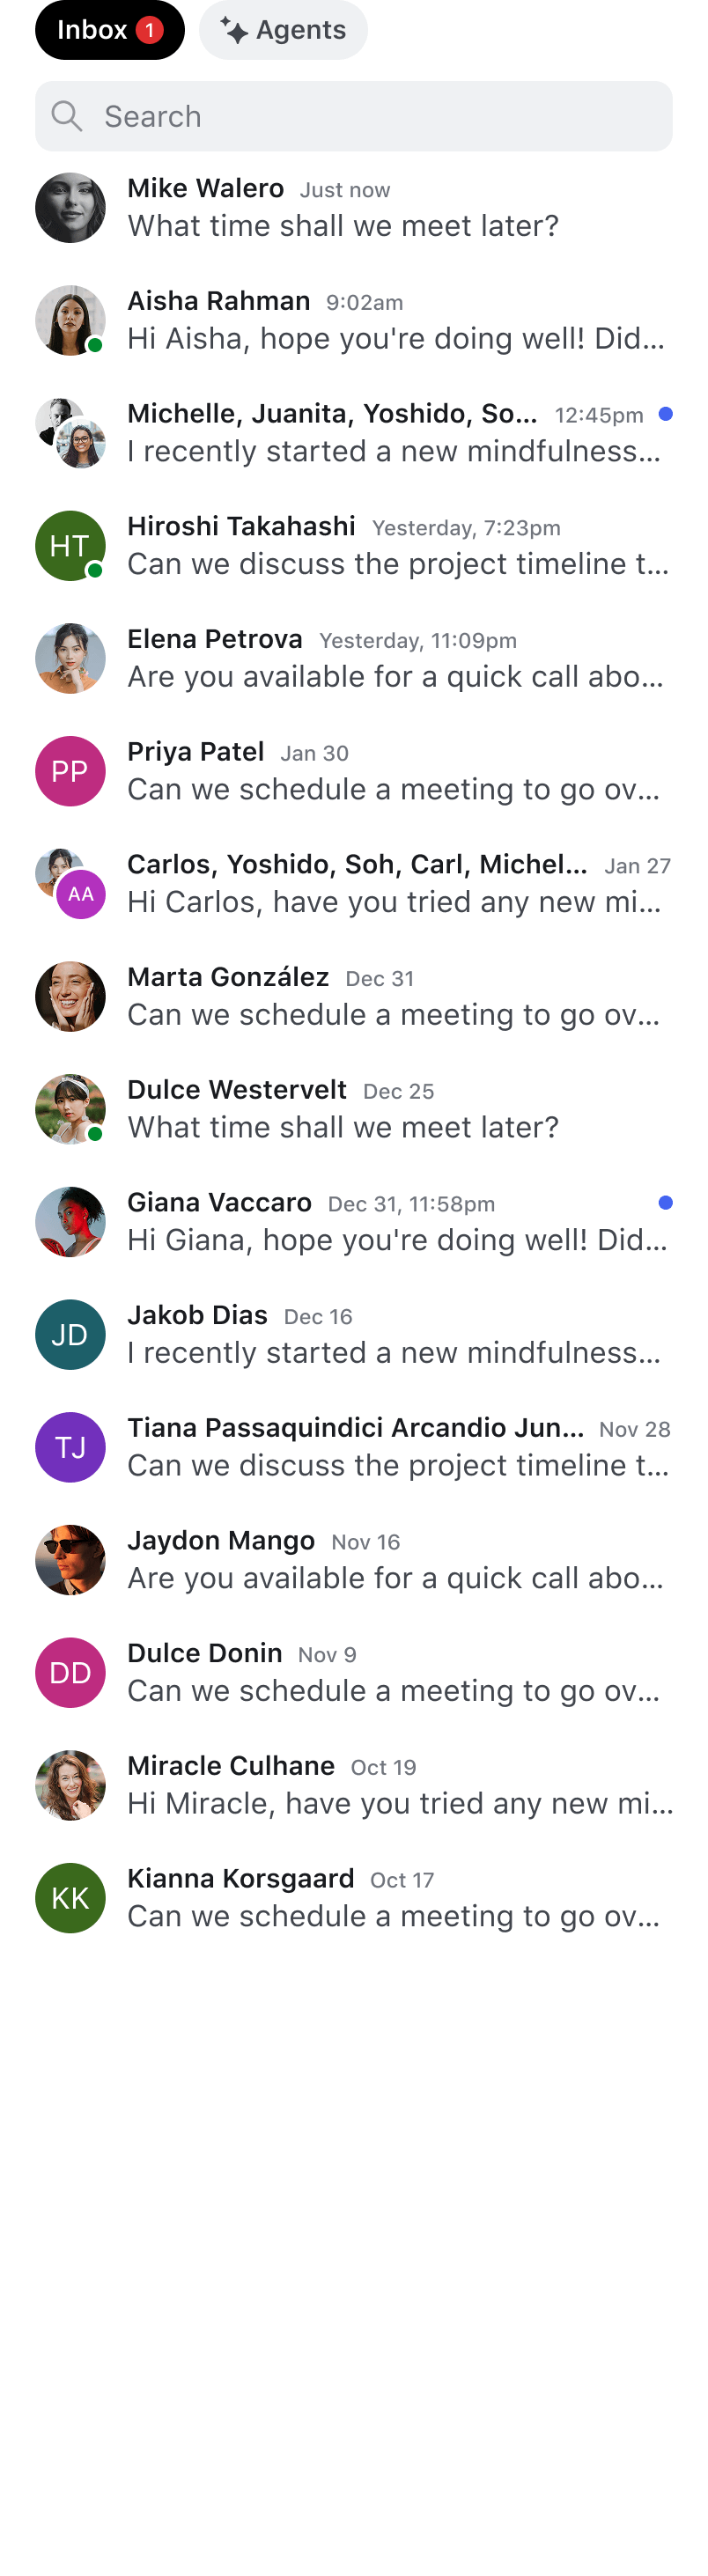 Inbox 1 Agents
Search
Mike Walero Just now
What time shall we meet later?
Aisha Rahman 9:02am
Hi Aisha, hope you're doing well! Did...
Michelle, Juanita, Yoshido, So... 12:45pm
I recently started a new mindfulness...
HT
Hiroshi Takahashi Yesterday, 7:23pm
Can we discuss the project timeline t...
Elena Petrova Yesterday, 11:09pm
Are you available for a quick call abo...
PP
Priya Patel Jan 30
Can we schedule a meeting to go ov...
Carlos, Yoshido, Soh, Carl, Michel... Jan 27
AA
Hi Carlos, have you tried any new mi...
Marta González Dec 31
Can we schedule a meeting to go ov...
Dulce Westervelt Dec 25
What time shall we meet later?
Giana Vaccaro Dec 31, 11:58pm
Hi Giana, hope you're doing well! Did...
JD
Jakob Dias Dec 16
I recently started a new mindfulness...
TJ
Tiana Passaquindici Arcandio Jun... Nov 28
Can we discuss the project timeline t...
Jaydon Mango Nov 16
Are you available for a quick call abo...
DD
Dulce Donin Nov 9
Can we schedule a meeting to go ov...
Miracle Culhane Oct 19
Hi Miracle, have you tried any new mi...
KK
Kianna Korsgaard Oct 17
Can we schedule a meeting to go ov...